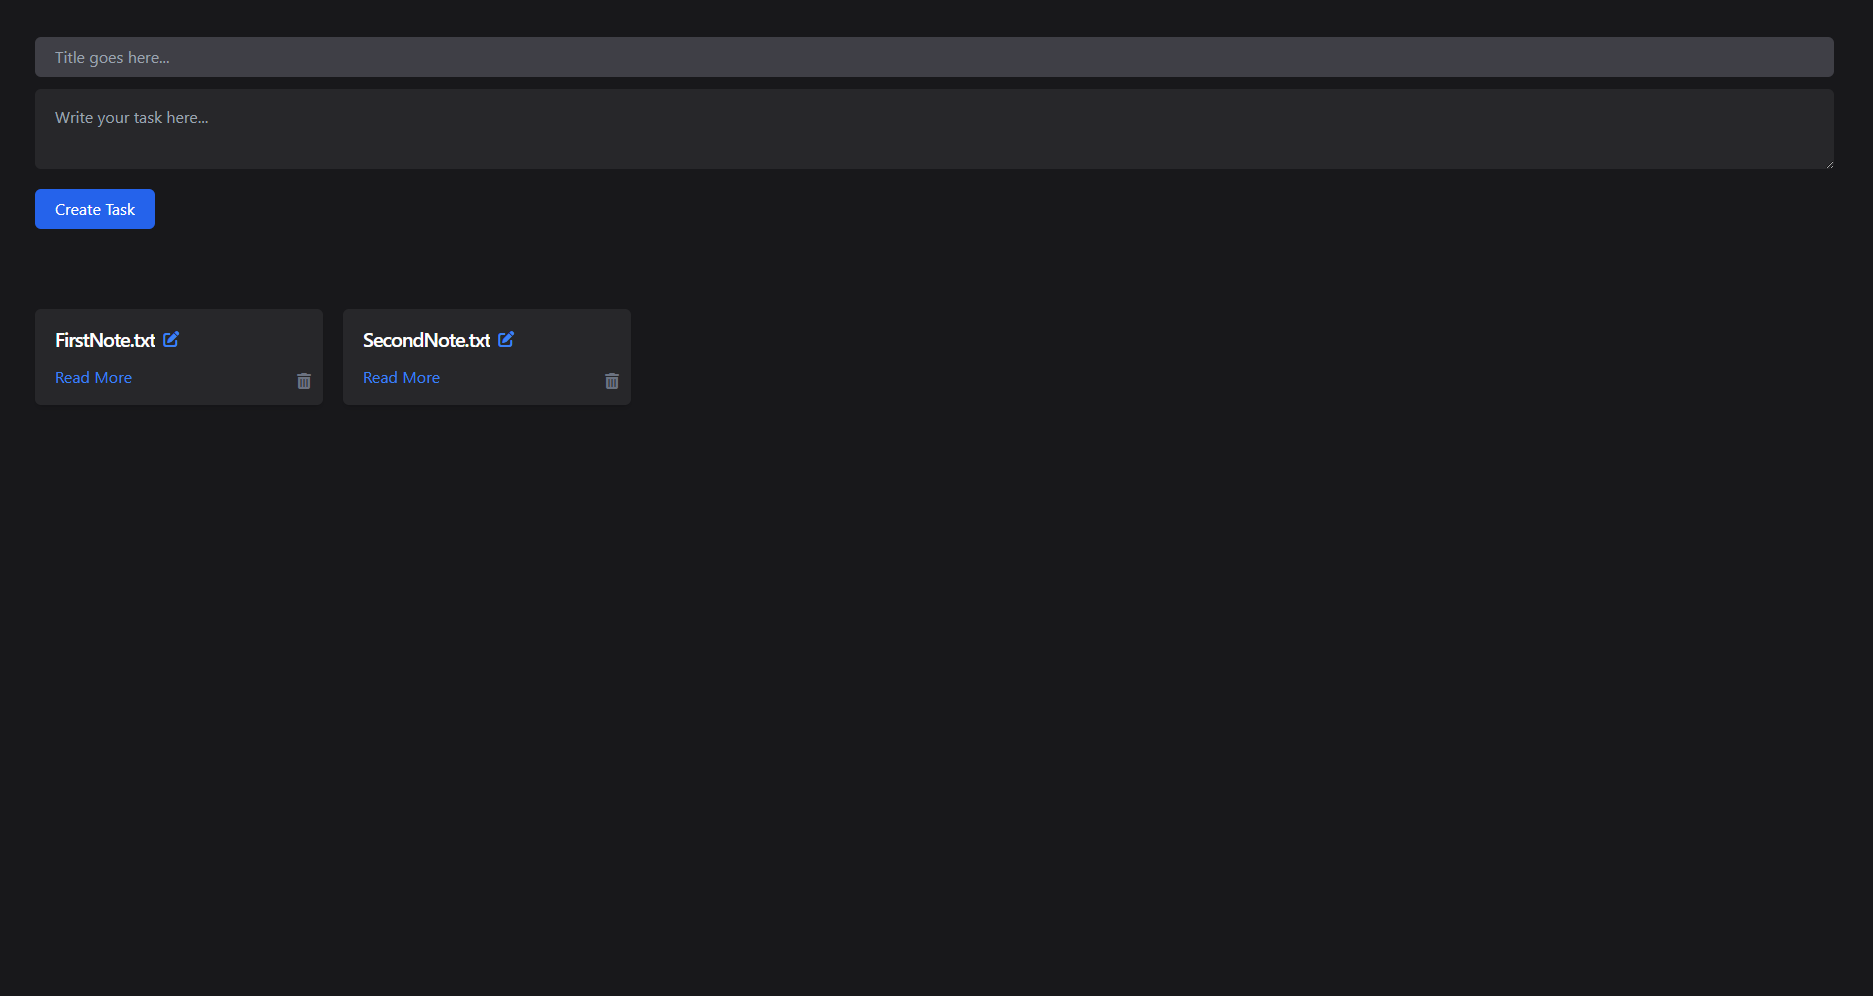 Title goes here...
Write your task here...
Create Task
FirstNote.txt
Read More
SecondNote.txt
Read More